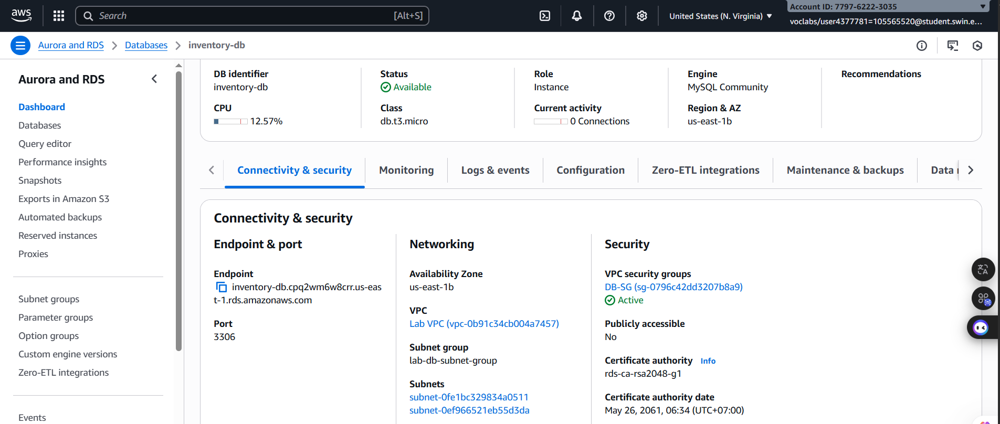 aws
Search
[Alt+S]
United States (N. Virginia)
Account ID: 7797-6222-3035
voclabs/user4377781=105565520@student.swin.e...
Aurora and RDS
Databases
inventory-db
Aurora and RDS
Dashboard
Databases
Query editor
Performance insights
Snapshots
Exports in Amazon S3
Automated backups
Reserved instances
Proxies
Subnet groups
Parameter groups
Option groups
Custom engine versions
Zero-ETL integrations
Events
DB identifier
inventory-db
CPU
12.57%
Status
Available
Class
db.t3.micro
Role
Instance
Current activity
0 Connections
Engine
MySQL Community
Region & AZ
us-east-1b
Recommendations
Connectivity & security
Monitoring
Logs & events
Configuration
Zero-ETL integrations
Maintenance & backups
Data
Connectivity & security
Endpoint & port
Endpoint
inventory-db.cpq2wm6w8crr.us-eas
t-1.rds.amazonaws.com
Port
3306
Networking
Availability Zone
us-east-1b
VPC
Lab VPC (vpc-0b91c34cb004a7457)
Subnet group
lab-db-subnet-group
Subnets
subnet-0fe1bc329834a0511
subnet-0ef966521eb55d3da
Security
VPC security groups
DB-SG (sg-0796c42dd3207b8a9)
Active
Publicly accessible
No
Certificate authority Info
rds-ca-rsa2048-g1
Certificate authority date
May 26, 2061, 06:34 (UTC+07:00)